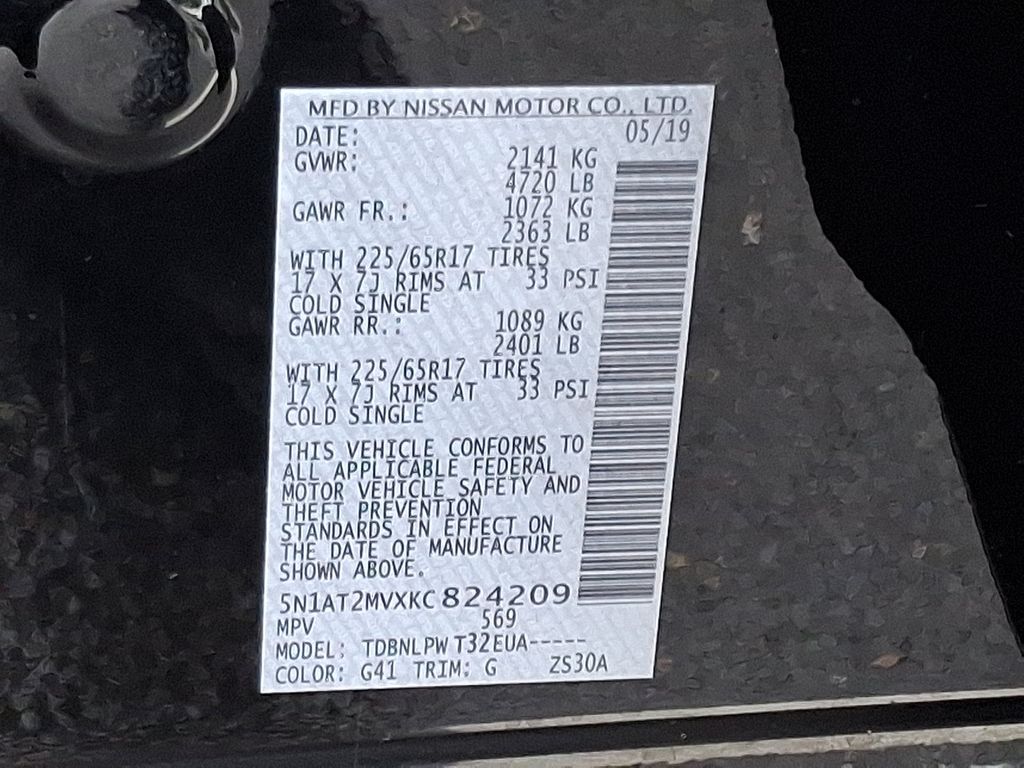 MFD BY NISSAN MOTOR CO., LTD.
DATE: 05/19
GVWR: 2141 KG
4720 LB
GAWR FR.: 1072 KG
2363 LB
WITH 225/65R17 TIRES
17 X 7J RIMS AT 33 PSI
COLD SINGLE
GAWR RR.: 1089 KG
2401 LB
WITH 225/65R17 TIRES
17 X 7J RIMS AT 33 PSI
COLD SINGLE
THIS VEHICLE CONFORMS TO
ALL APPLICABLE FEDERAL
MOTOR VEHICLE SAFETY AND
THEFT PREVENTION
STANDARDS IN EFFECT ON
THE DATE OF MANUFACTURE
SHOWN ABOVE.
5N1AT2MVXKC824209
MPV 569
MODEL: TDBNLPW T32EUA-----
COLOR: G41 TRIM: G ZS30A